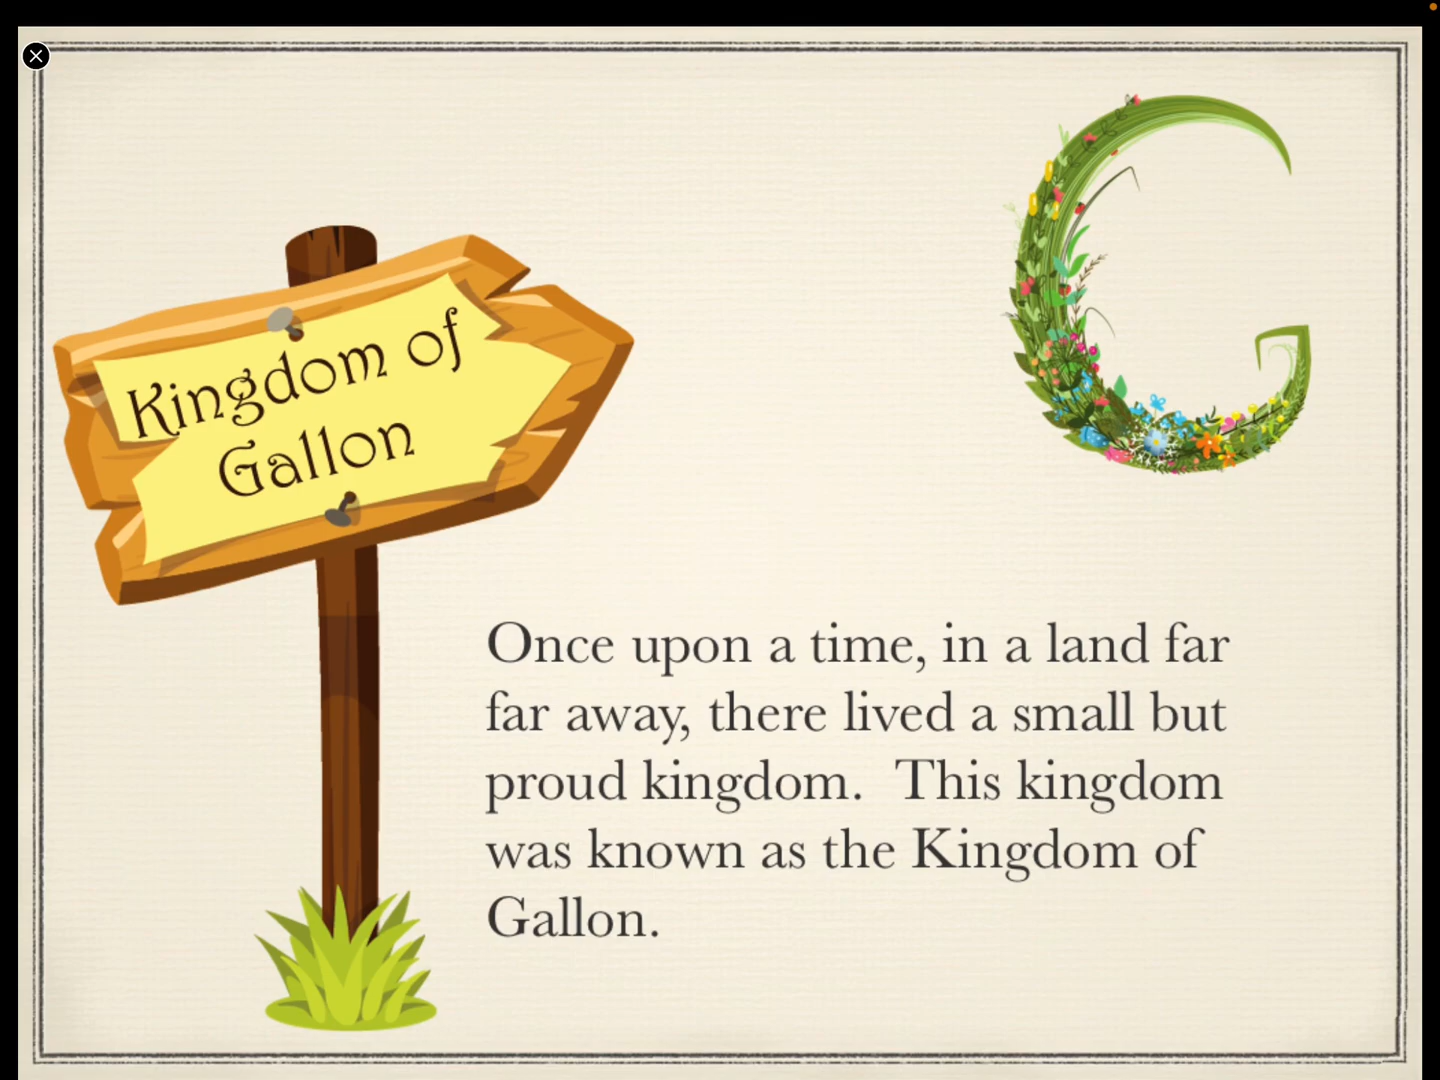 Kingdom of
Gallon
G
Once upon a time, in a land far
far away, there lived a small but
proud kingdom.  This kingdom
was known as the Kingdom of
Gallon.